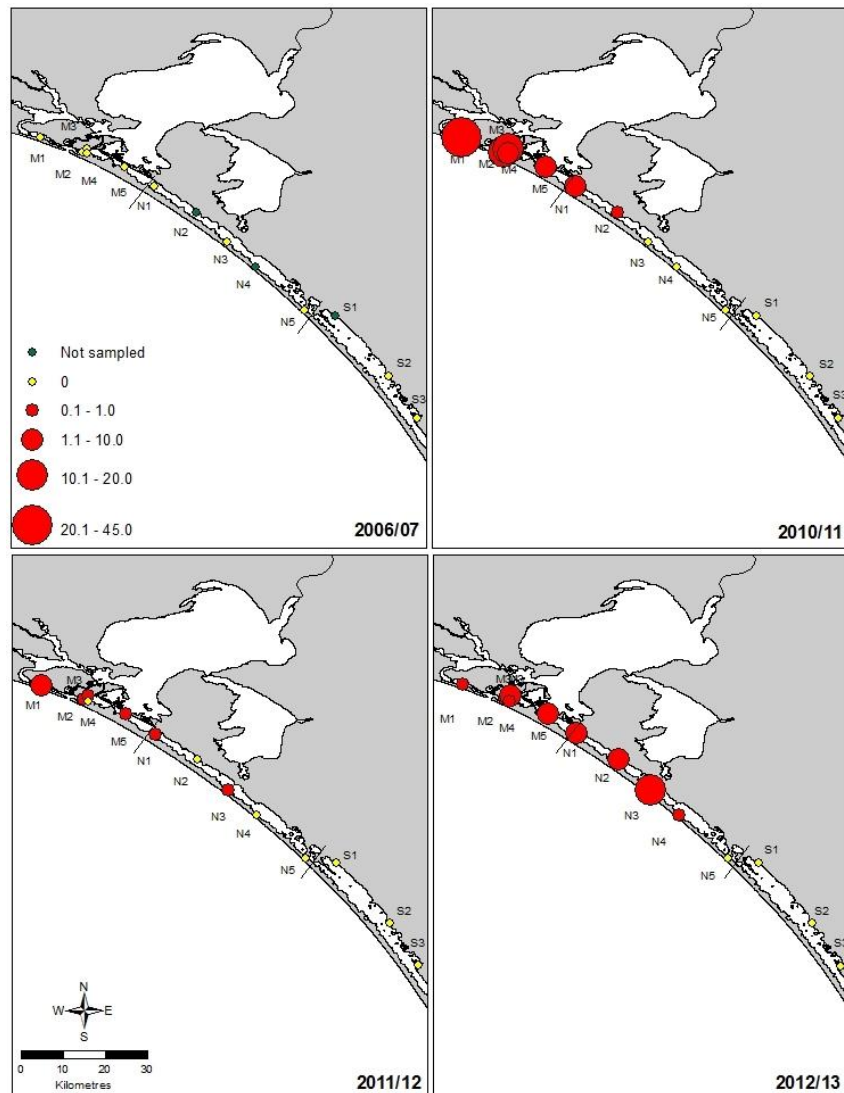 M3
M1
M2
M4
M5
N1
N2
N3
N4
N5
S1
S2
S3
Not sampled
0
0.1 - 1.0
1.1 - 10.0
10.1 - 20.0
20.1 - 45.0
2006/07
M3
M1
M2
M4
M5
N1
N2
N3
N4
N5
S1
S2
S3
2010/11
M3
M1
M2
M4
M5
N1
N2
N3
N4
N5
S1
S2
S3
N
W E
S
0 10 20 30
Kilometres
2011/12
M3
M1
M2
M4
M5
N1
N2
N3
N4
N5
S1
S2
S3
2012/13